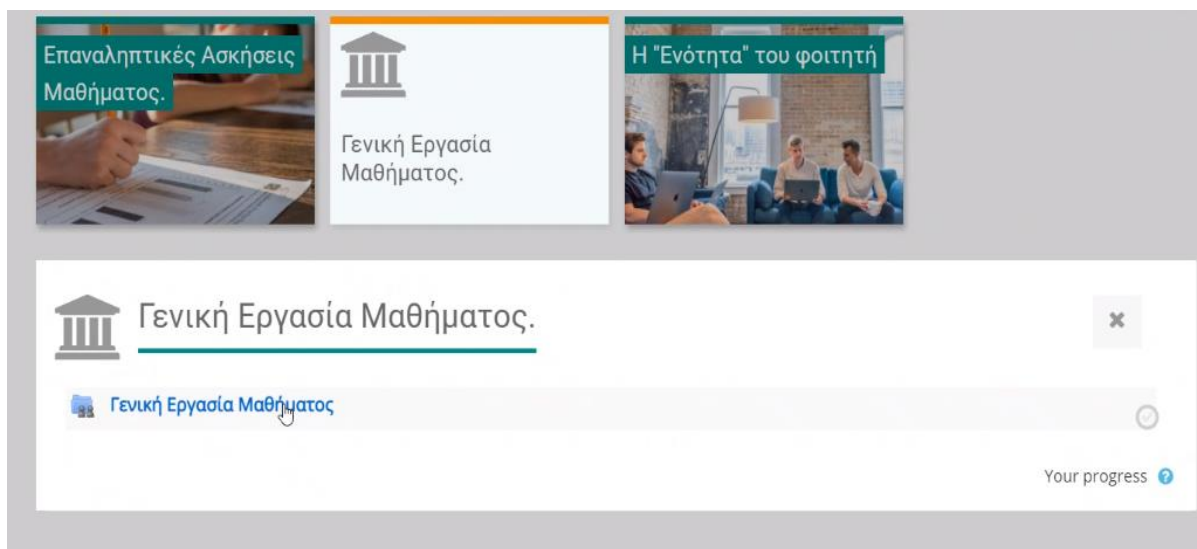 Επαναληπτικές Ασκήσεις
Μαθήματος.
Γενική Εργασία
Μαθήματος.
Η "Ενότητα" του φοιτητή
Γενική Εργασία Μαθήματος.
Γενική Εργασία Μαθήματος
Your progress